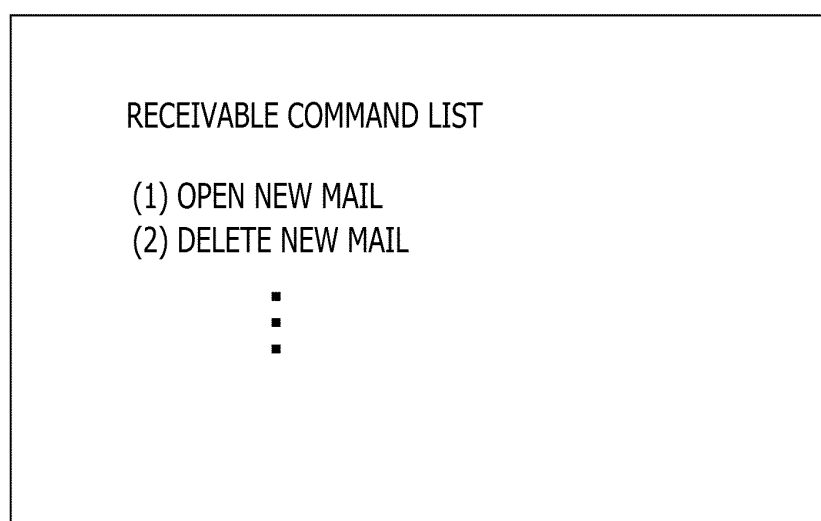 RECEIVABLE COMMAND LIST
(1) OPEN NEW MAIL
(2) DELETE NEW MAIL